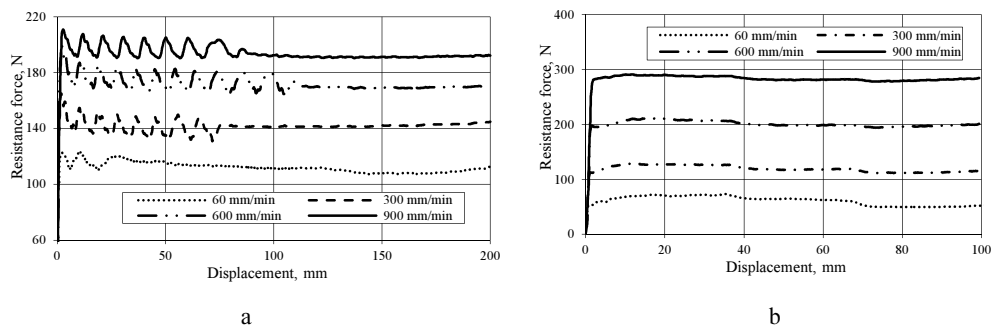 220
180
140
100
60
Resistance force, N
60 mm/min
300 mm/min
600 mm/min
900 mm/min
0
50
100
150
200
Displacement, mm
a
400
300
200
100
0
Resistance force, N
60 mm/min
300 mm/min
600 mm/min
900 mm/min
0
20
40
60
80
100
Displacement, mm
b